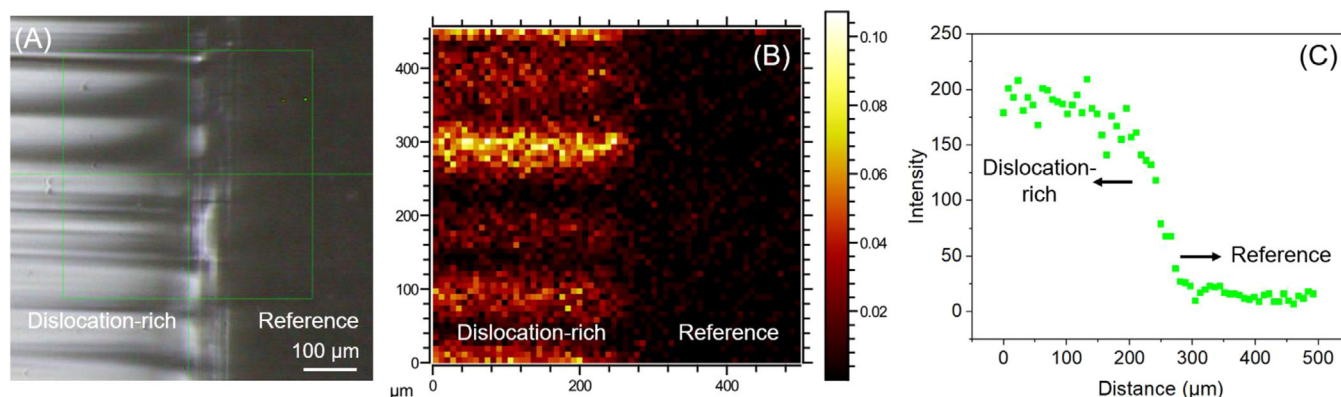 (A)
Dislocation-rich
Reference
100 µm
(B)
400
300
200
100
0
µm
0
200
400
Dislocation-rich
Reference
0.10
0.08
0.06
0.04
0.02
(C)
Intensity
250
200
150
100
50
0
Dislocation-
rich
Reference
0
100
200
300
400
500
Distance (µm)